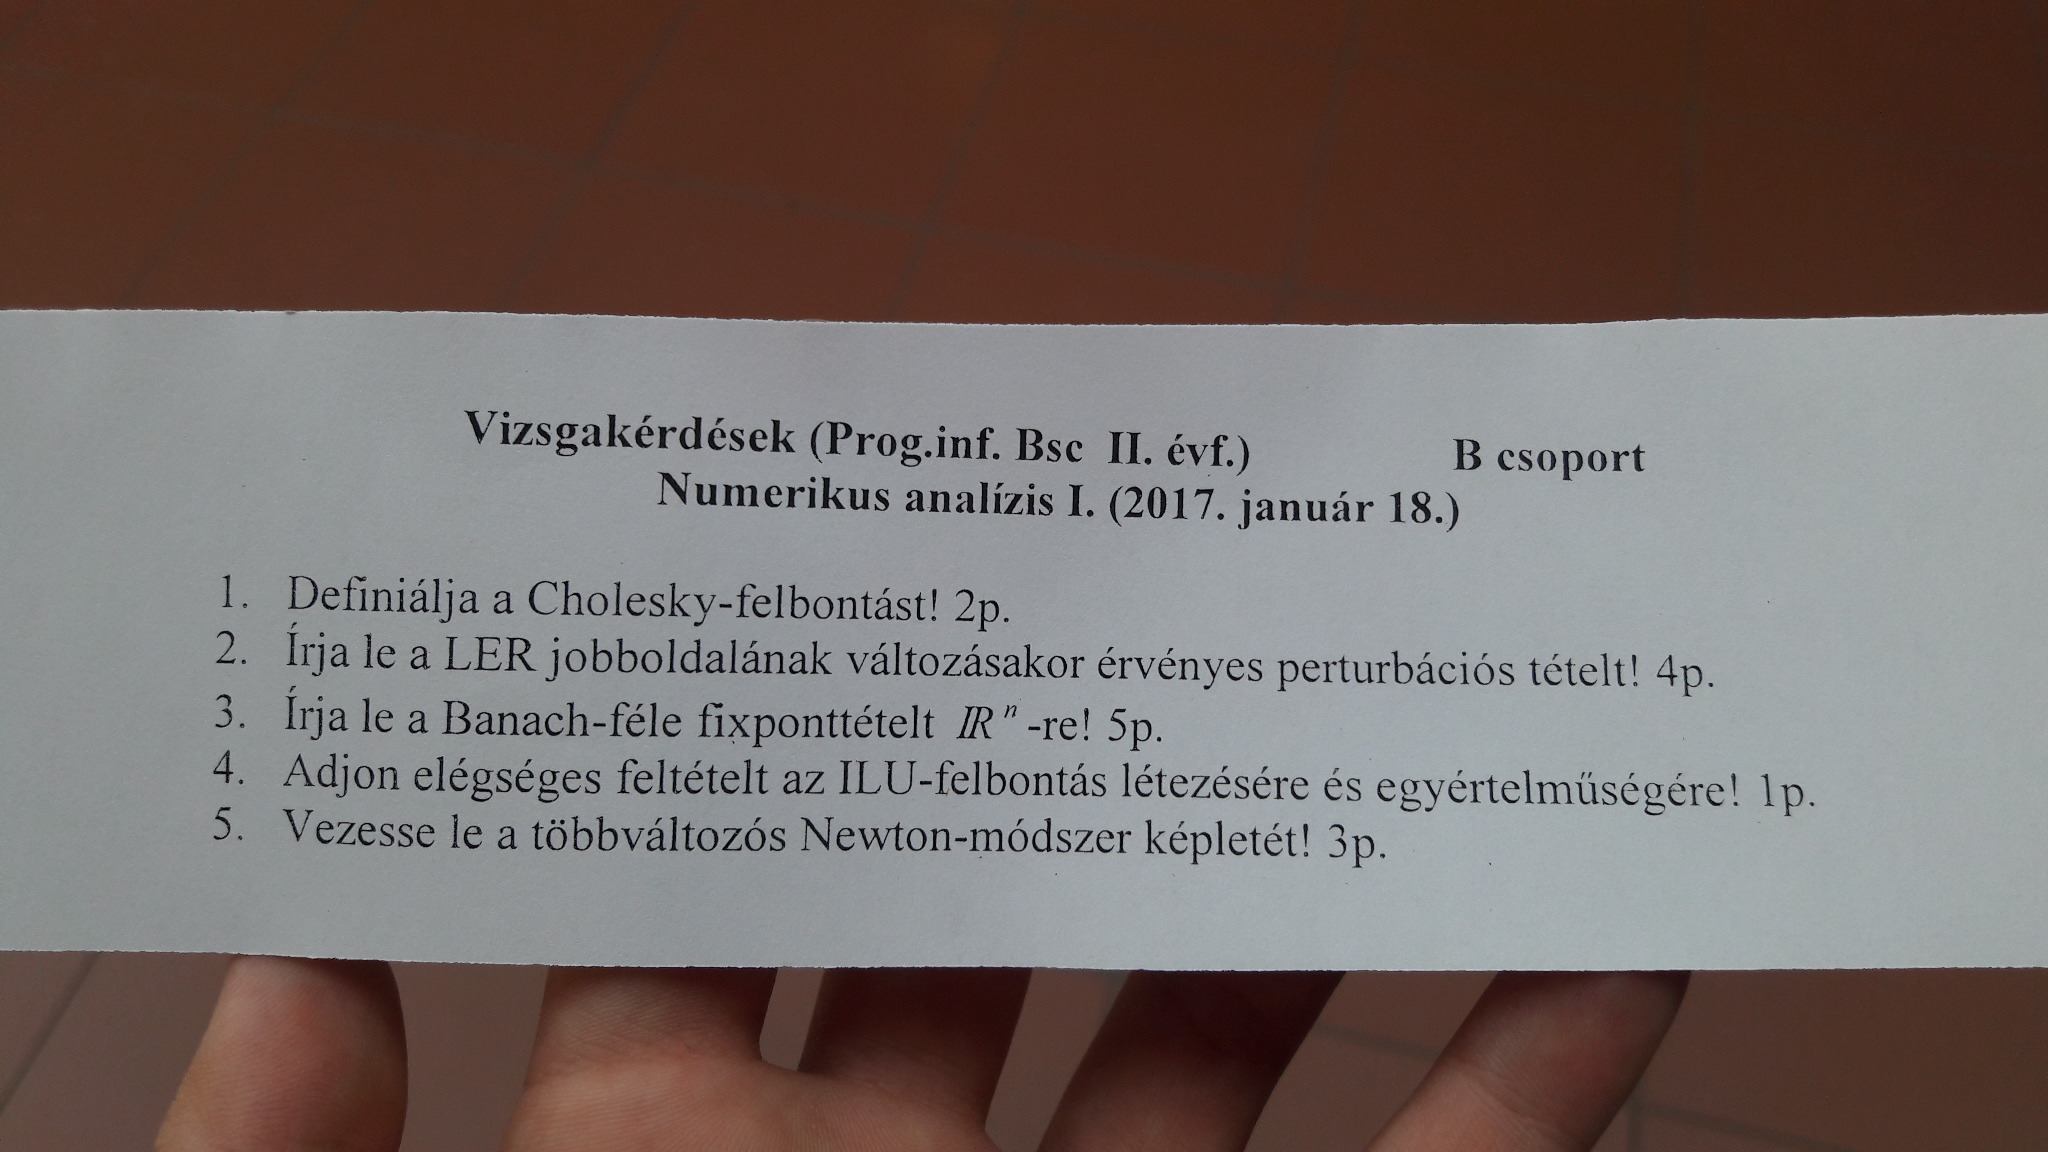 Vizsgakérdések (Prog.inf. Bsc II. évf.) B csoport
Numerikus analízis I. (2017. január 18.)
1. Definiálja a Cholesky-felbontást! 2p.
2. Írja le a LER jobboldalának változásakor érvényes perturbációs tételt! 4p.
3. Írja le a Banach-féle fixponttételt ℝⁿ-re! 5p.
4. Adjon elégséges feltételt az ILU-felbontás létezésére és egyértelműségére! 1p.
5. Vezesse le a többváltozós Newton-módszer képletét! 3p.